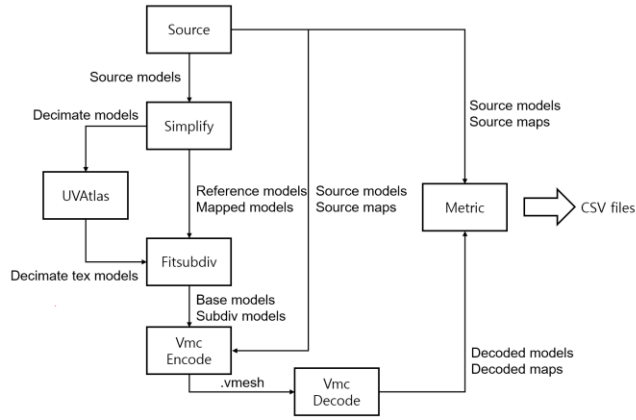 Source
Source models
Decimate models
Simplify
Source models
Source maps
UVAtlas
Reference models
Mapped models
Source models
Source maps
Metric
CSV files
Decimate tex models
Fitsubdiv
Base models
Subdiv models
Vmc
Encode
Decoded models
Decoded maps
.vmesh
Vmc
Decode